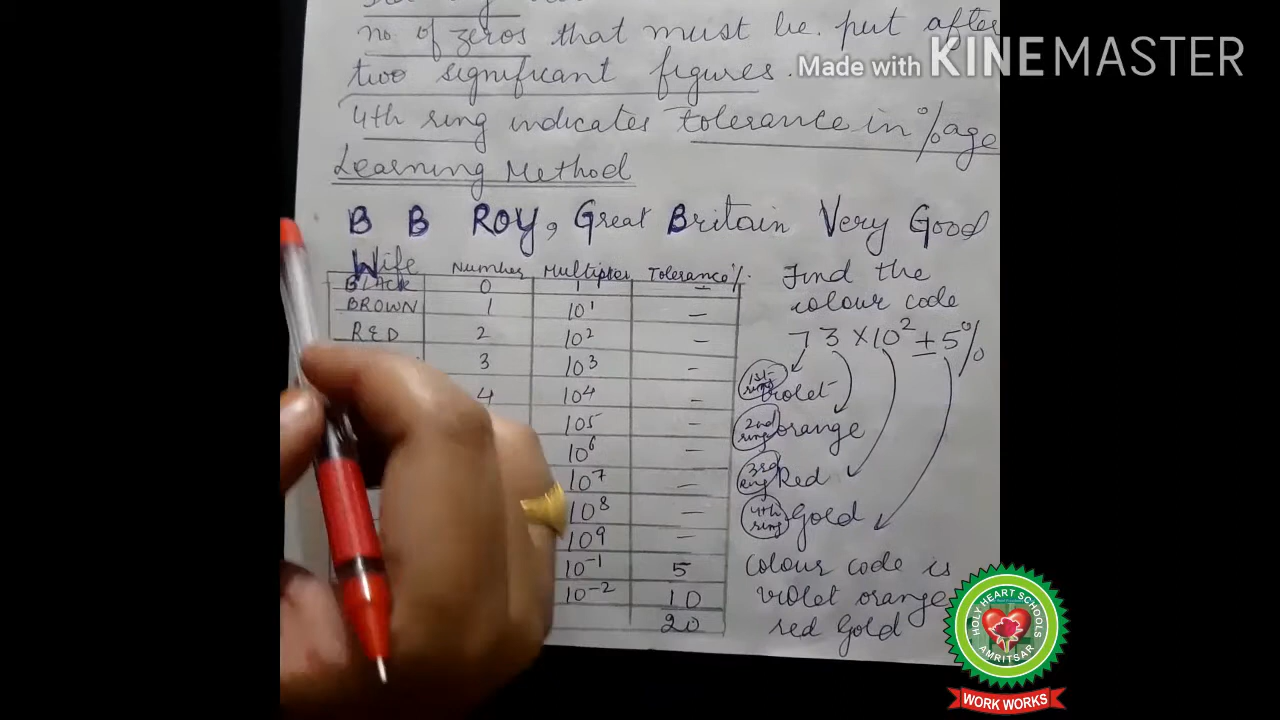 no. of zeros that must be put after
two significant figures.
4th ring indicates tolerance in %age
Learning Method
B B ROY, Great Britain Very Good
Wife
Number Multiplier Tolerance%
BLACK 0 1 –
BROWN 1 10¹ –
RED 2 10² –
3 10³ –
4 10⁴ –
10⁵ –
10⁶ –
10⁷ –
10⁸ –
10⁹ –
10⁻¹ 5
10⁻² 10
20
Find the
colour code
73 × 10² ± 5%
1st ring violet
2nd ring orange
3rd ring Red
4th ring Gold
colour code is
violet orange
red Gold
Made with KINEMASTER
HOLY HEART SCHOOLS
AMRITSAR
WORK WORKS